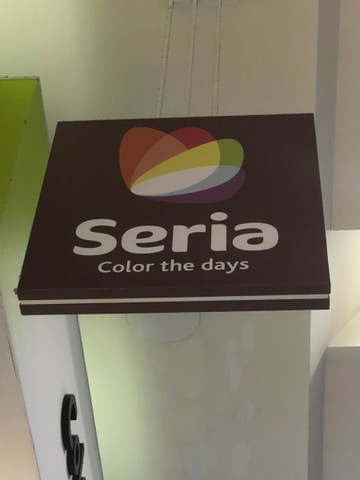 Seria
Color the days